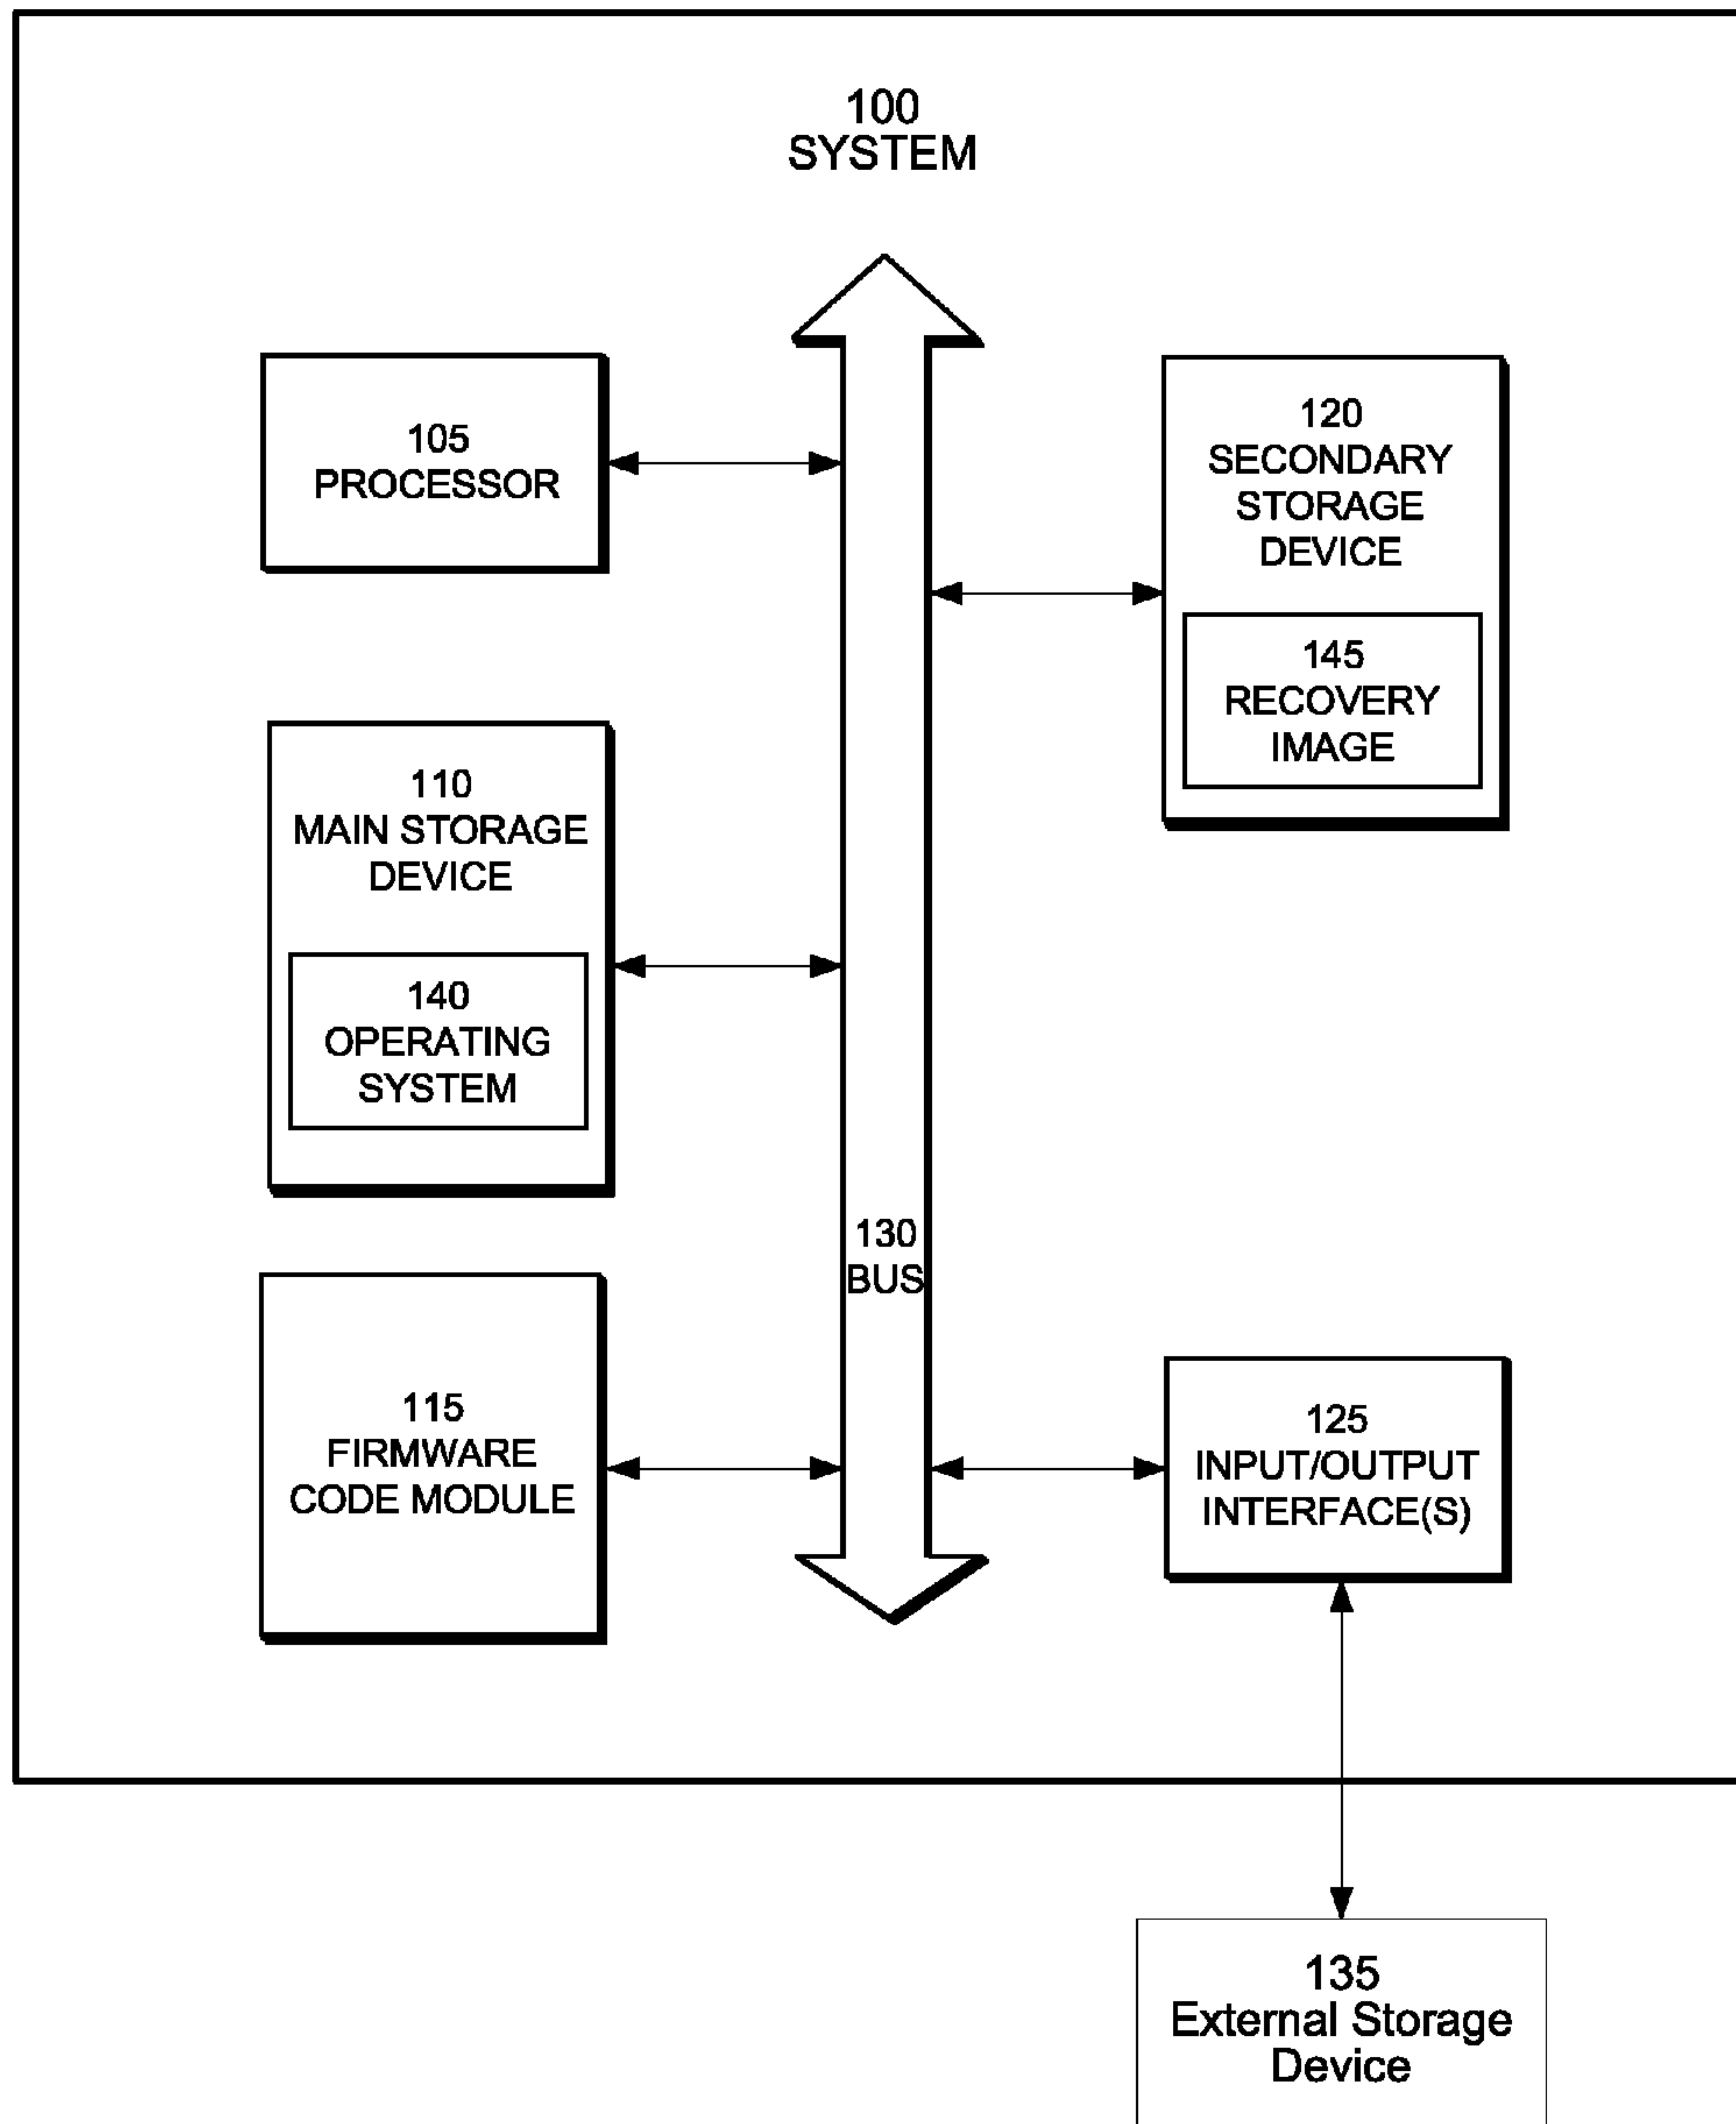 100
SYSTEM
105
PROCESSOR
120
SECONDARY
STORAGE
DEVICE
145
RECOVERY
IMAGE
110
MAIN STORAGE
DEVICE
140
OPERATING
SYSTEM
130
BUS
115
FIRMWARE
CODE MODULE
125
INPUT/OUTPUT
INTERFACE(S)
135
External Storage
Device